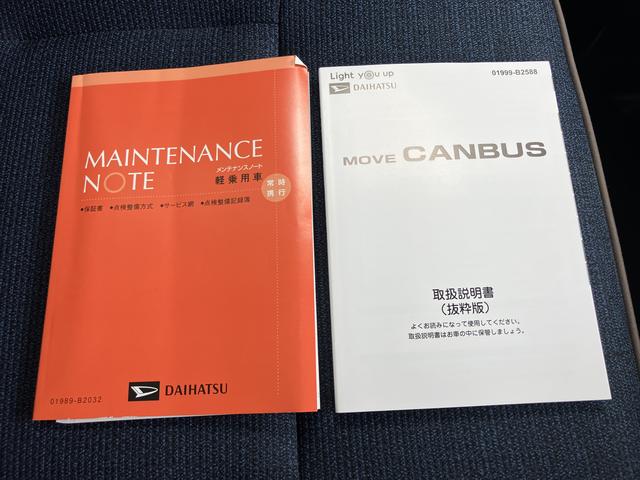 MAINTENANCE
NOTE
メンテナンスノート
軽乗用車
常時
携行
●保証書 ●点検整備方式 ●サービス網 ●点検整備記録簿
DAIHATSU
01989-B2032
Light you up
01999-B2588
DAIHATSU
MOVE CANBUS
取扱説明書
（抜粋版）
よくお読みになって使用してください。
取扱説明書はお車の中に保管しましょう。